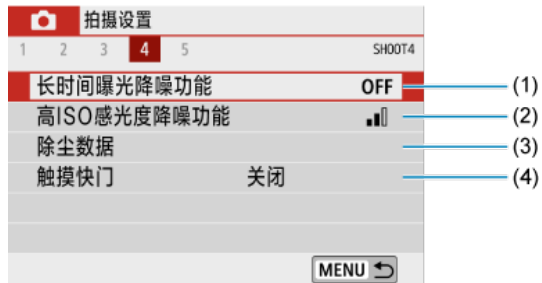 拍摄设置
1 2 3 4 5 SHOOT4
长时间曝光降噪功能 OFF (1)
高ISO感光度降噪功能 (2)
除尘数据 (3)
触摸快门 关闭 (4)
MENU